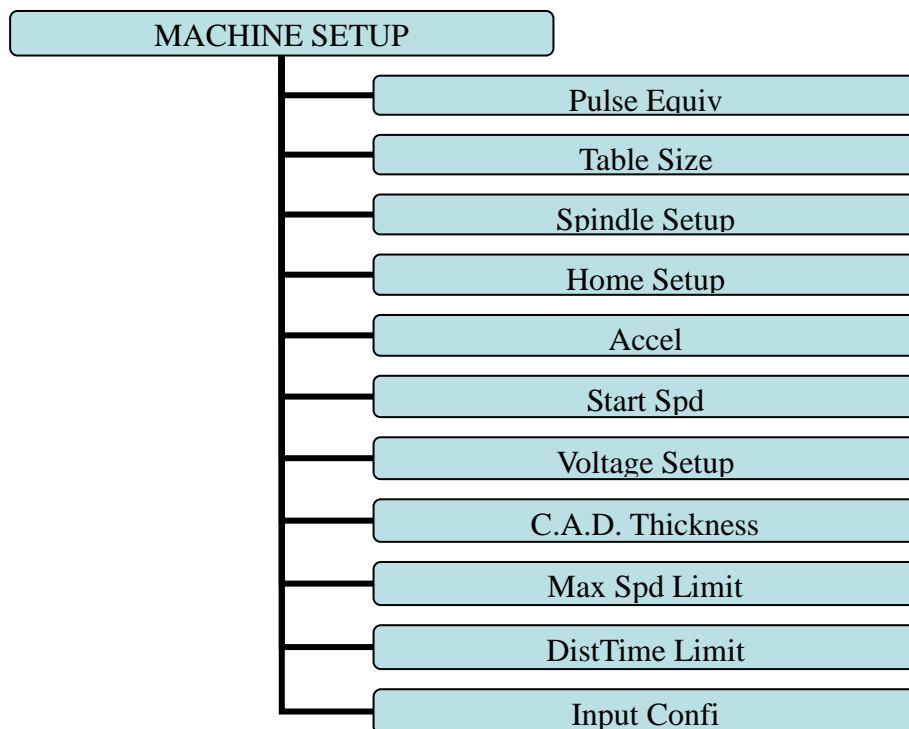 MACHINE SETUP
Pulse Equiv
Table Size
Spindle Setup
Home Setup
Accel
Start Spd
Voltage Setup
C.A.D. Thickness
Max Spd Limit
DistTime Limit
Input Confi